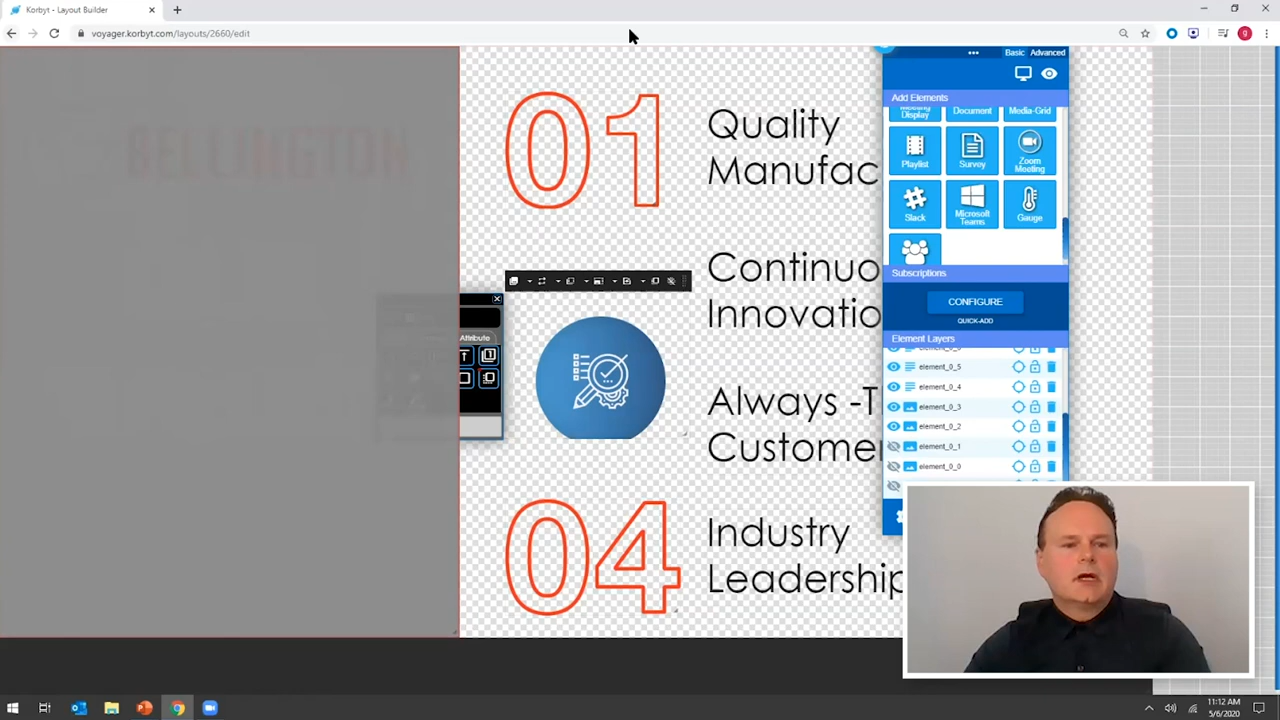 Korbyt - Layout Builder
voyager.korbyt.com/layouts/2660/edit
g
Basic Advanced
Add Elements
Display
Document
Media-Grid
Playlist
Survey
Zoom
Meeting
Slack
Microsoft
Teams
Gauge
Subscriptions
CONFIGURE
QUICK-ADD
Element Layers
element_0_5
element_0_4
element_0_3
element_0_2
element_0_1
element_0_0
01
Quality
Manufac
Continuo
Innovatio
Always -T
Custome
04
Industry
Leadership
Attribute
11:12 AM
5/6/2020